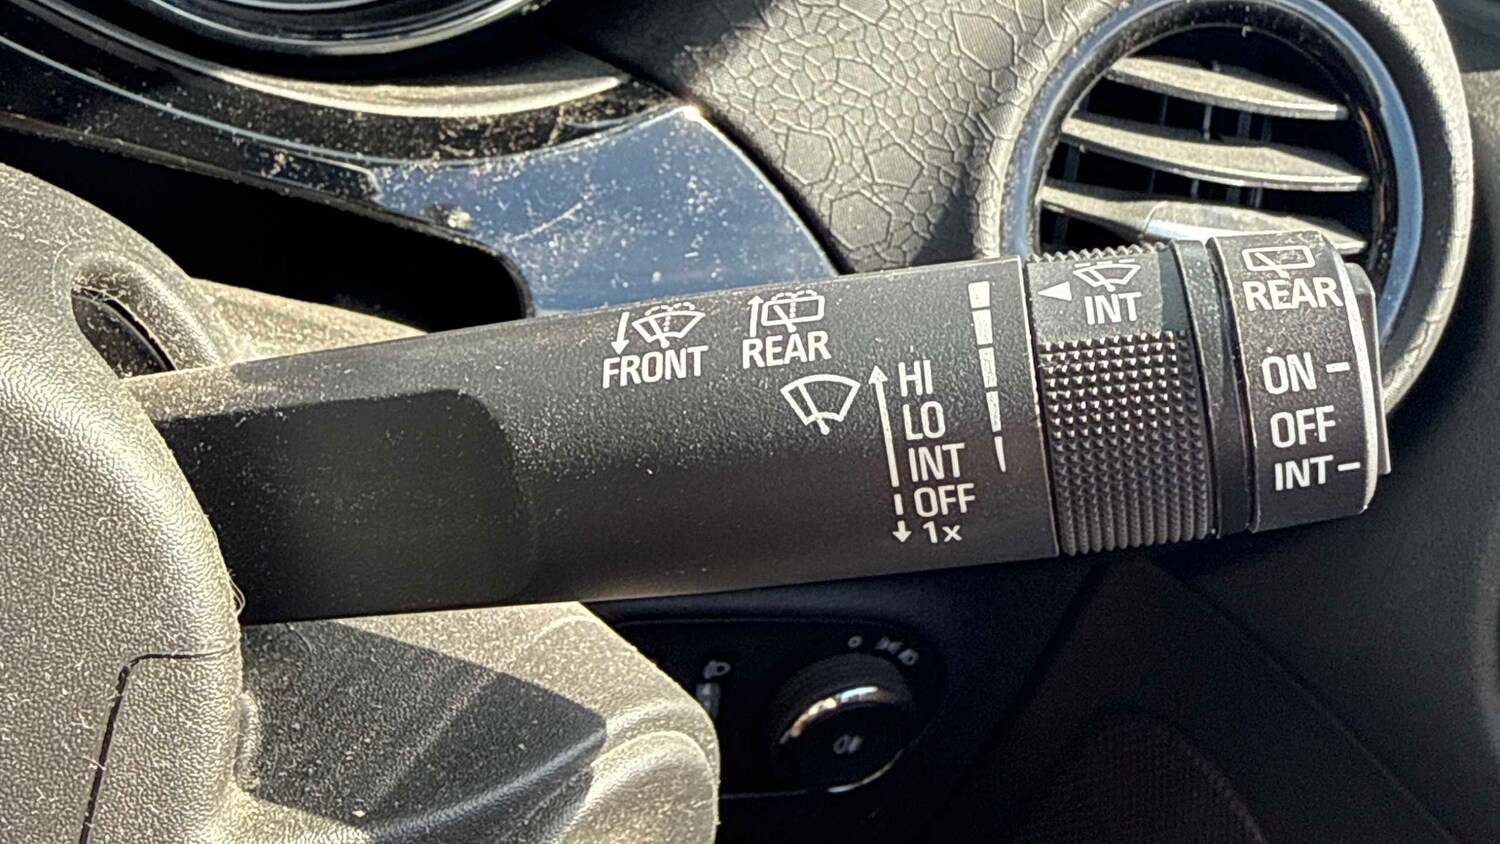 FRONT
REAR
HI
LO
INT
OFF
1x
INT
REAR
ON
OFF
INT